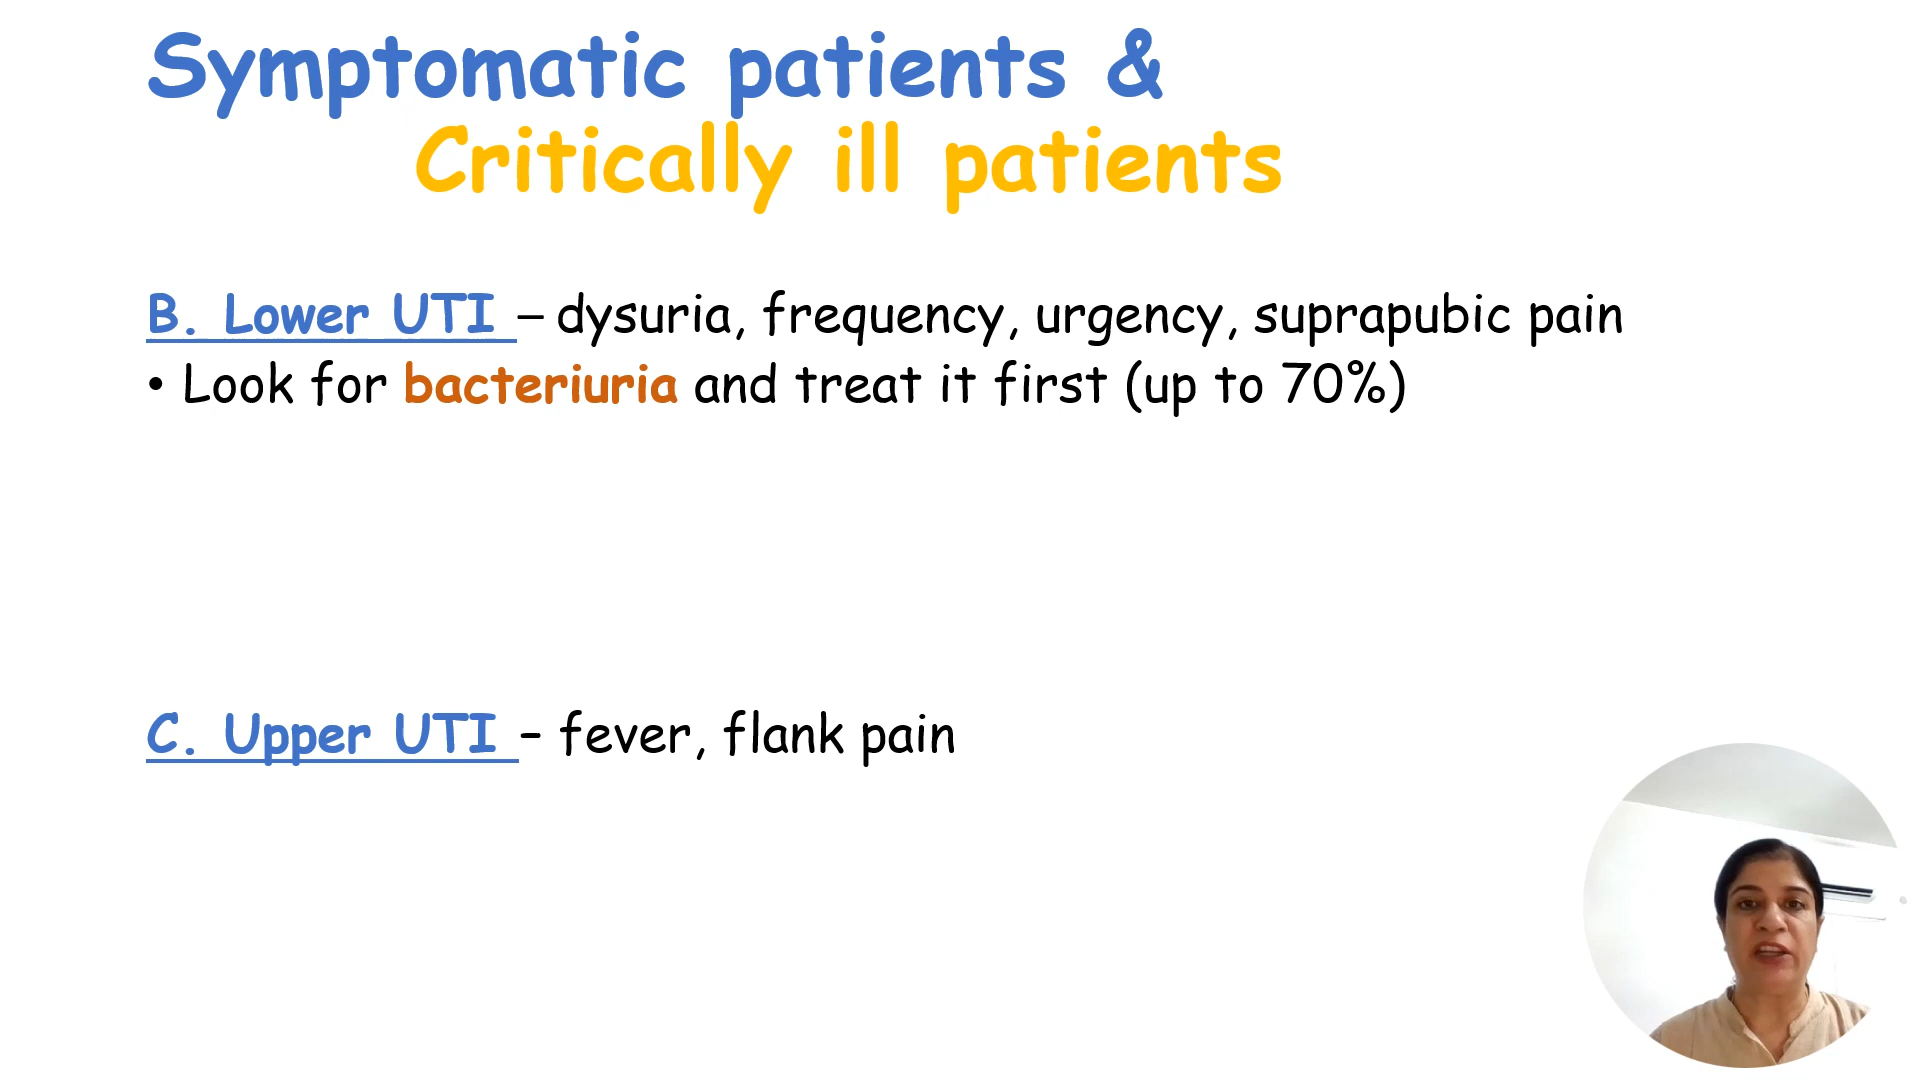 Symptomatic patients &
Critically ill patients
B. Lower UTI – dysuria, frequency, urgency, suprapubic pain
• Look for bacteriuria and treat it first (up to 70%)
C. Upper UTI – fever, flank pain